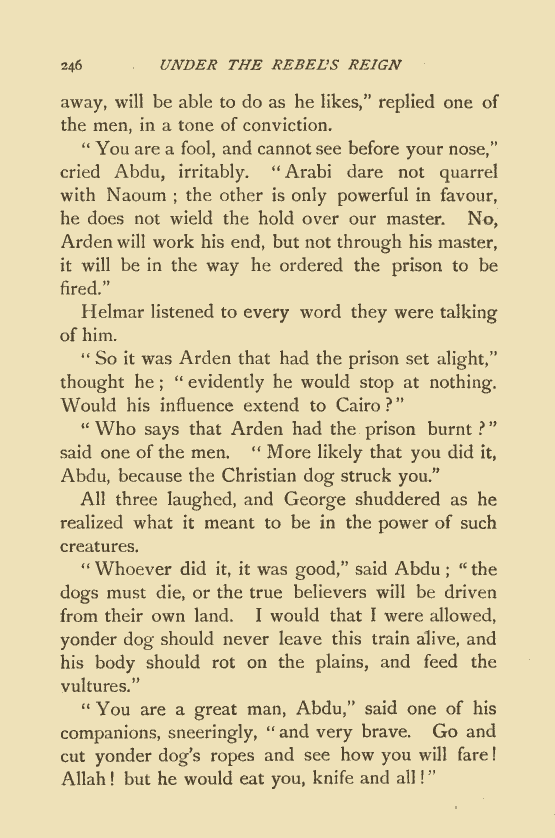 246 UNDER THE REBEL'S REIGN
away, will be able to do as he likes,” replied one of
the men, in a tone of conviction.
“ You are a fool, and cannot see before your nose,”
cried Abdu, irritably. “Arabi dare not quarrel
with Naoum ; the other is only powerful in favour,
he does not wield the hold over our master. No,
Arden will work his end, but not through his master,
it will be in the way he ordered the prison to be
fired.”
Helmar listened to every word they were talking
of him.
“ So it was Arden that had the prison set alight,”
thought he ; “ evidently he would stop at nothing.
Would his influence extend to Cairo ?”
“ Who says that Arden had the prison burnt ?”
said one of the men. “ More likely that you did it,
Abdu, because the Christian dog struck you.”
All three laughed, and George shuddered as he
realized what it meant to be in the power of such
creatures.
“ Whoever did it, it was good,” said Abdu ; “ the
dogs must die, or the true believers will be driven
from their own land. I would that I were allowed,
yonder dog should never leave this train alive, and
his body should rot on the plains, and feed the
vultures.”
“ You are a great man, Abdu,” said one of his
companions, sneeringly, “ and very brave. Go and
cut yonder dog's ropes and see how you will fare !
Allah ! but he would eat you, knife and all !”